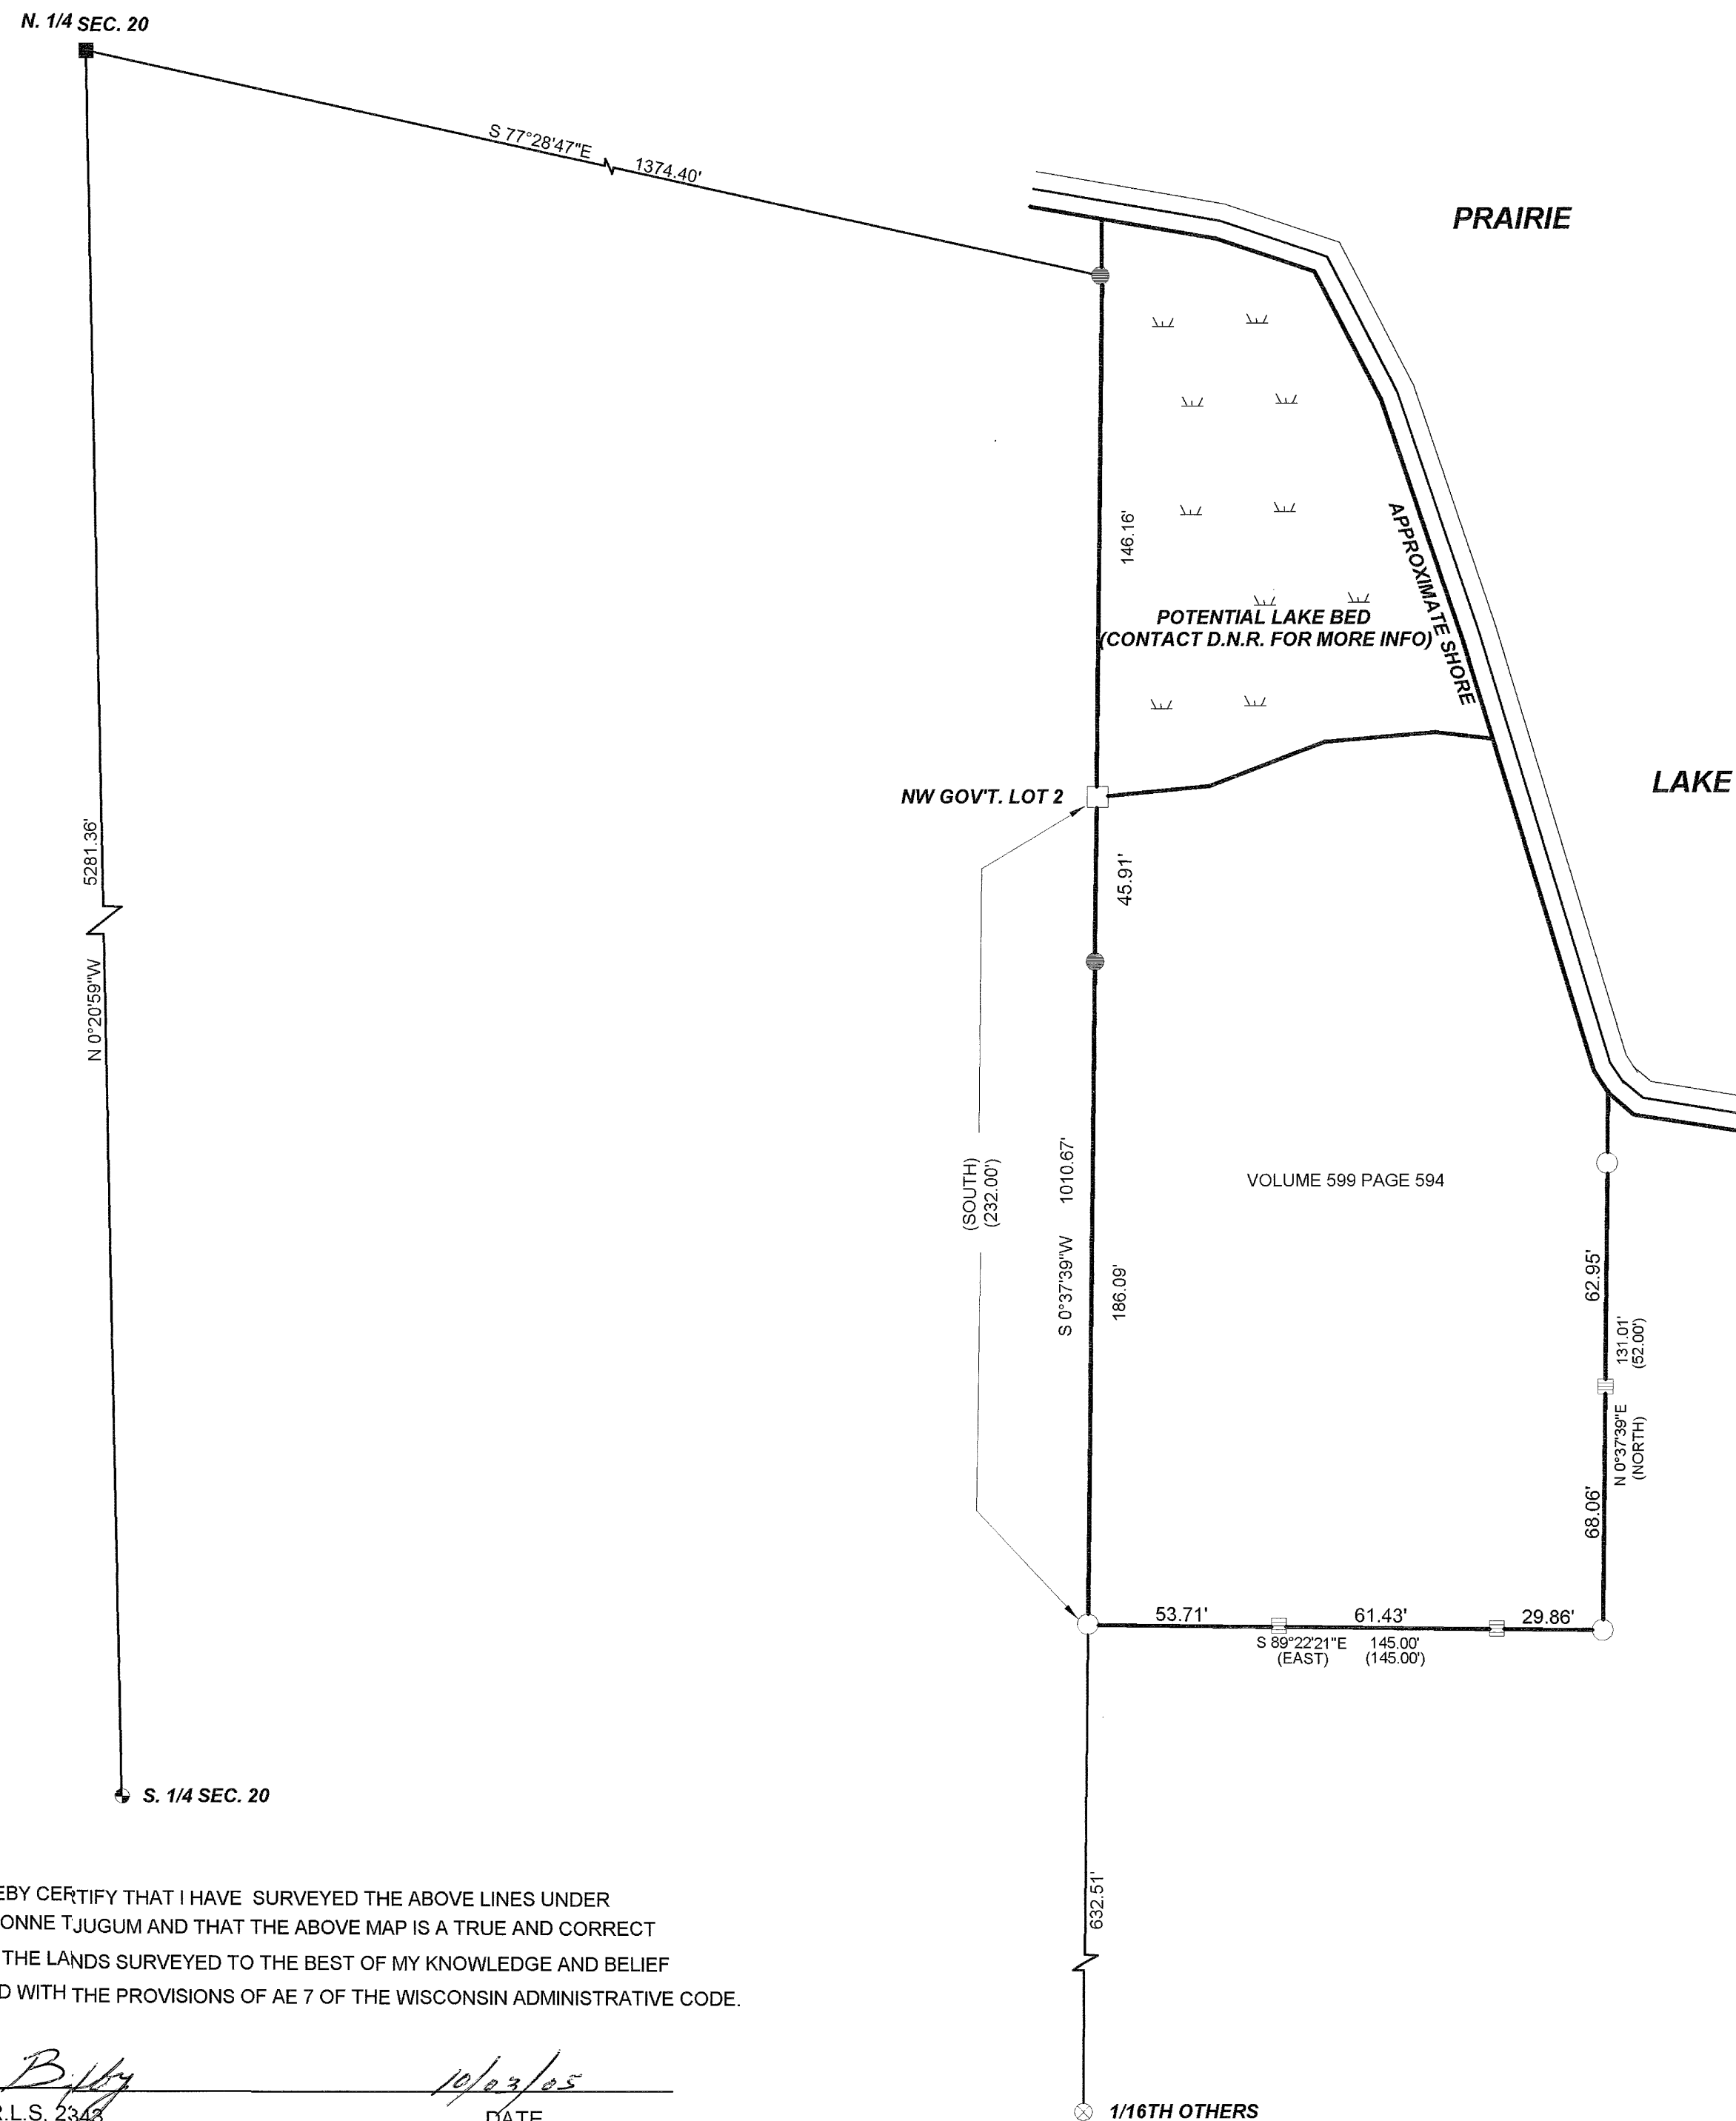 N. 1/4 SEC. 20
S 77°28'47"E 1374.40'
PRAIRIE
APPROXIMATE SHORE
146.16'
POTENTIAL LAKE BED
(CONTACT D.N.R. FOR MORE INFO)
LAKE
NW GOV'T. LOT 2
5281.36'
N 0°20'59"W
45.91'
(SOUTH)
(232.00')
S 0°37'39"W 1010.67'
186.09'
VOLUME 599 PAGE 594
62.95'
131.01'
(52.00')
N 0°37'39"E
(NORTH)
68.06'
53.71' 61.43' 29.86'
S 89°22'21"E 145.00'
(EAST) (145.00')
S. 1/4 SEC. 20
632.51'
EBY CERTIFY THAT I HAVE SURVEYED THE ABOVE LINES UNDER
ONNE TJUGUM AND THAT THE ABOVE MAP IS A TRUE AND CORRECT
THE LANDS SURVEYED TO THE BEST OF MY KNOWLEDGE AND BELIEF
D WITH THE PROVISIONS OF AE 7 OF THE WISCONSIN ADMINISTRATIVE CODE.
10/03/05
R.L.S. 2343
DATE
1/16TH OTHERS